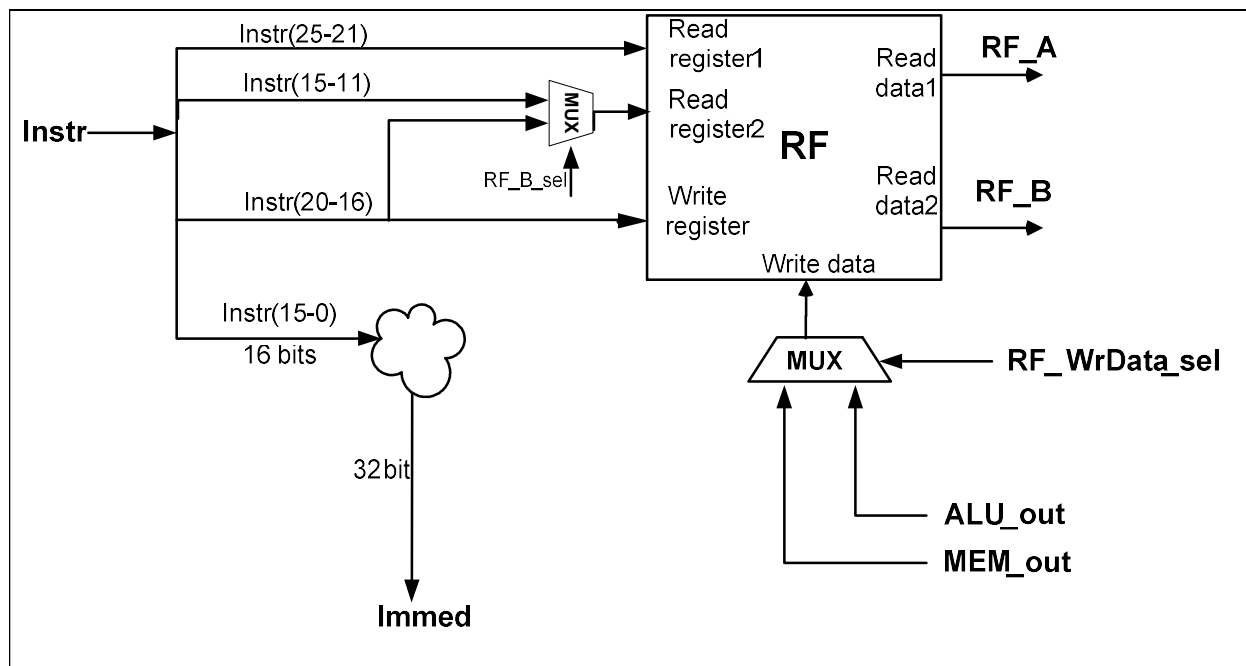 Instr(25-21)
Read
register1
RF_A
Read
data1
Instr(15-11)
MUX
Read
register2
Instr
RF
RF_B_sel
Instr(20-16)
Write
register
Read
data2
RF_B
Write data
Instr(15-0)
16 bits
MUX
RF_WrData_sel
32bit
ALU_out
MEM_out
Immed